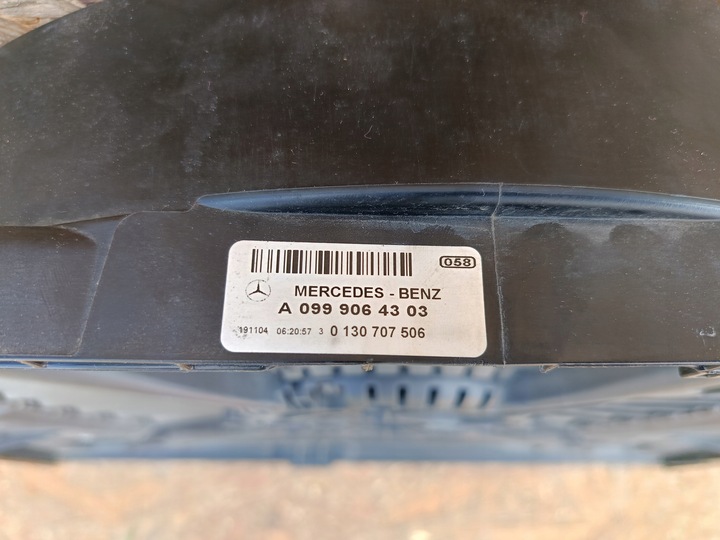 058
MERCEDES - BENZ
A 099 906 43 03
191104 06:20:57 3 0 130 707 506